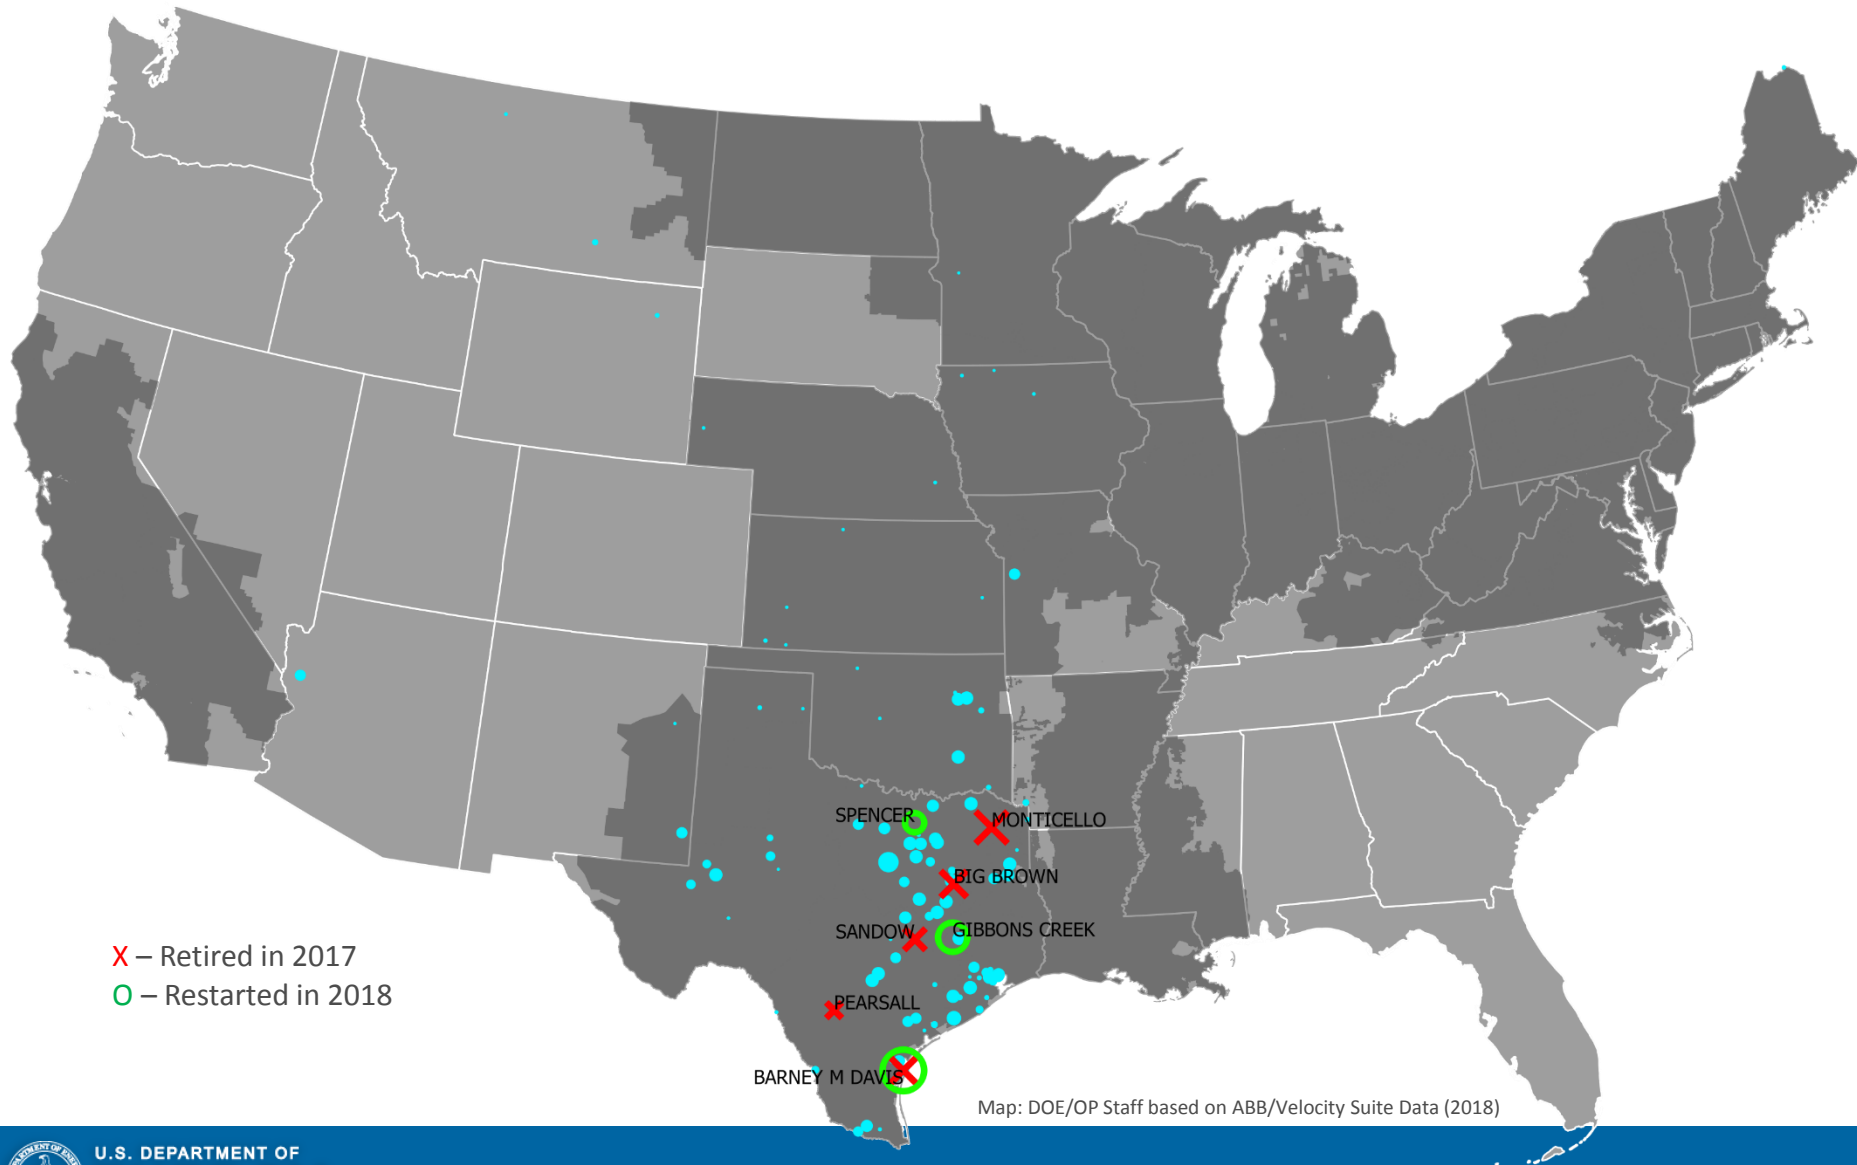 SPENCER
MONTICELLO
BIG BROWN
SANDOW
GIBBONS CREEK
X – Retired in 2017
O – Restarted in 2018
PEARSALL
BARNEY M DAVIS
Map: DOE/OP Staff based on ABB/Velocity Suite Data (2018)
U.S. DEPARTMENT OF